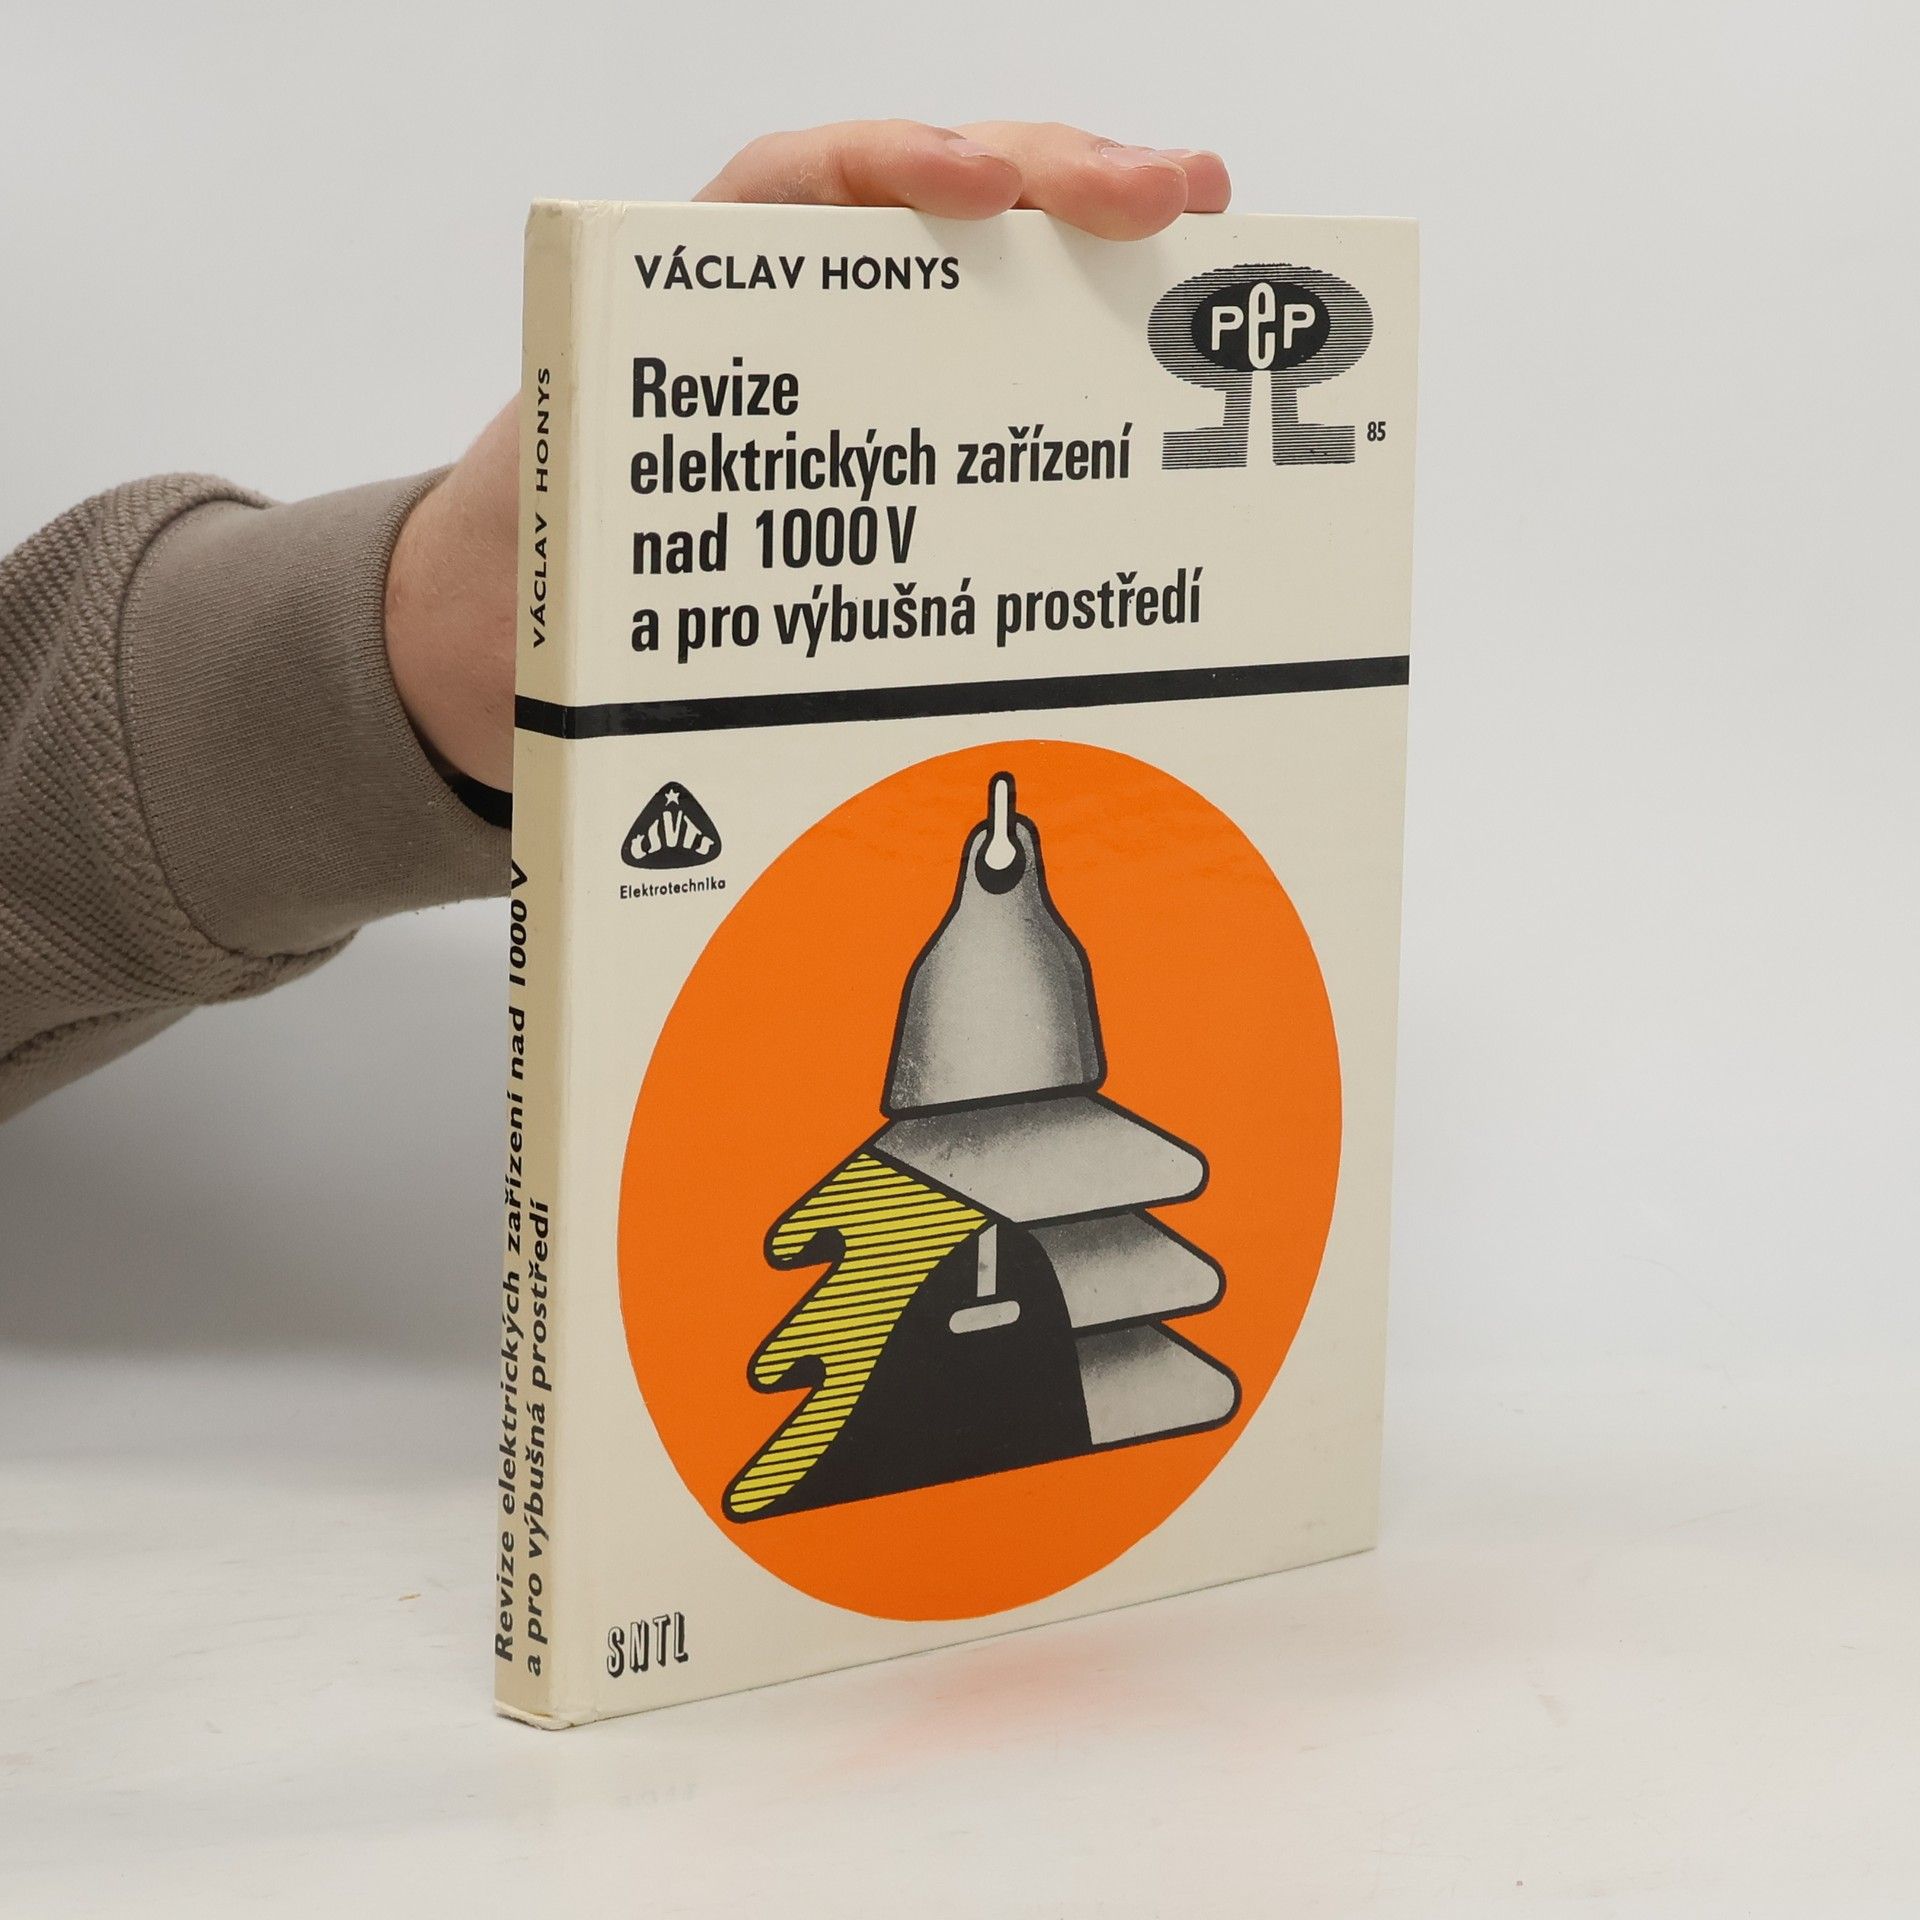 VÁCLAV HONYS
PeP
85
Revize
elektrických zařízení
nad 1000 V
a pro výbušná prostředí
ČSVTS
Elektrotechnika
SNTL
VÁCLAV HONYS
Revize elektrických zařízení nad 1000 V
a pro výbušná prostředí